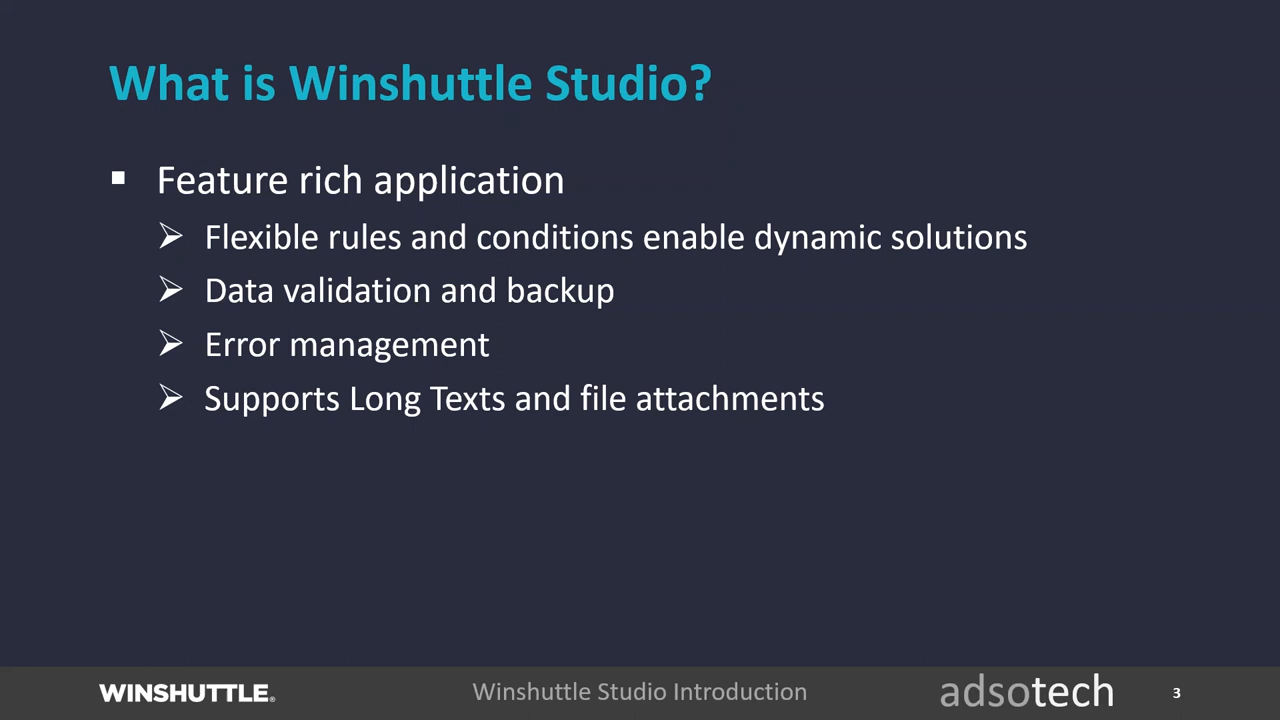 What is Winshuttle Studio?
▪ Feature rich application
➢ Flexible rules and conditions enable dynamic solutions
➢ Data validation and backup
➢ Error management
➢ Supports Long Texts and file attachments
WINSHUTTLE®
Winshuttle Studio Introduction
adsotech
3